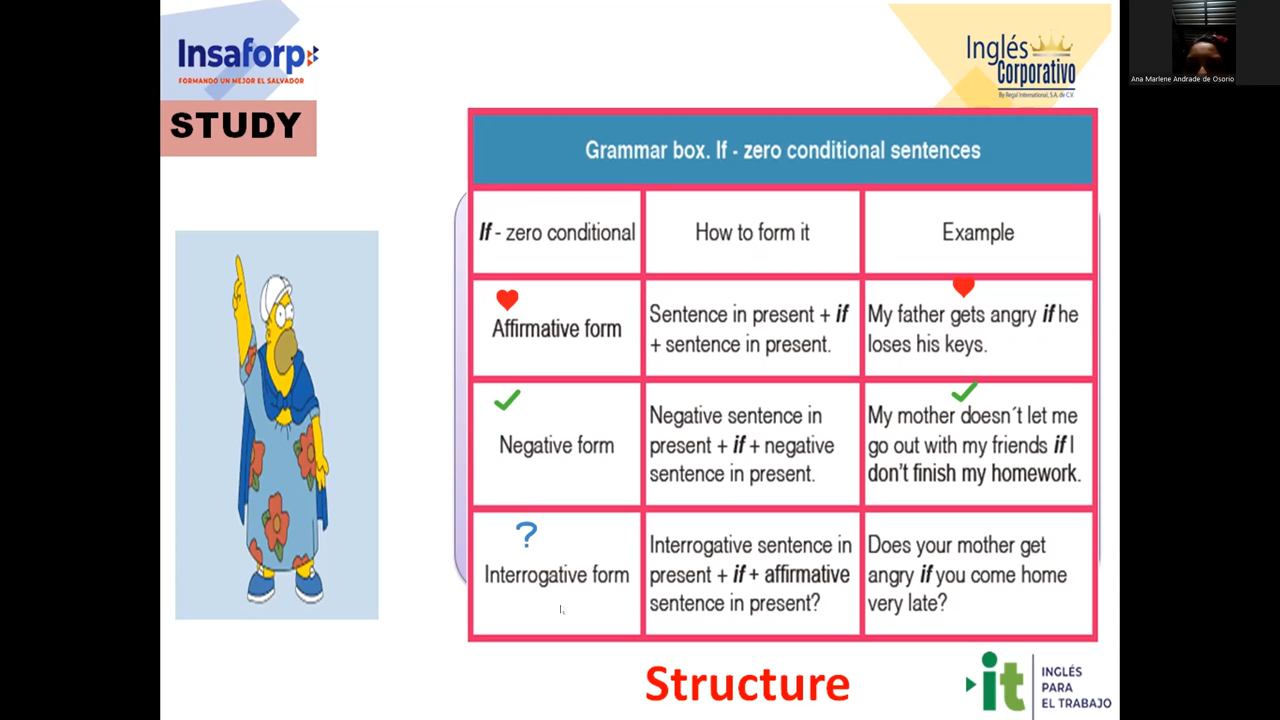 Insaforp
FORMANDO UN MEJOR EL SALVADOR
Inglés
Corporativo
By Regal International, S.A. de C.V.
Ana Marlene Andrade de Osorio
STUDY
Grammar box. If - zero conditional sentences
If - zero conditional
How to form it
Example
Affirmative form
Sentence in present + if
+ sentence in present.
My father gets angry if he
loses his keys.
Negative form
Negative sentence in
present + if + negative
sentence in present.
My mother doesn´t let me
go out with my friends if I
don't finish my homework.
?
Interrogative form
Interrogative sentence in
present + if + affirmative
sentence in present?
Does your mother get
angry if you come home
very late?
Structure
it
INGLÉS
PARA
EL TRABAJO